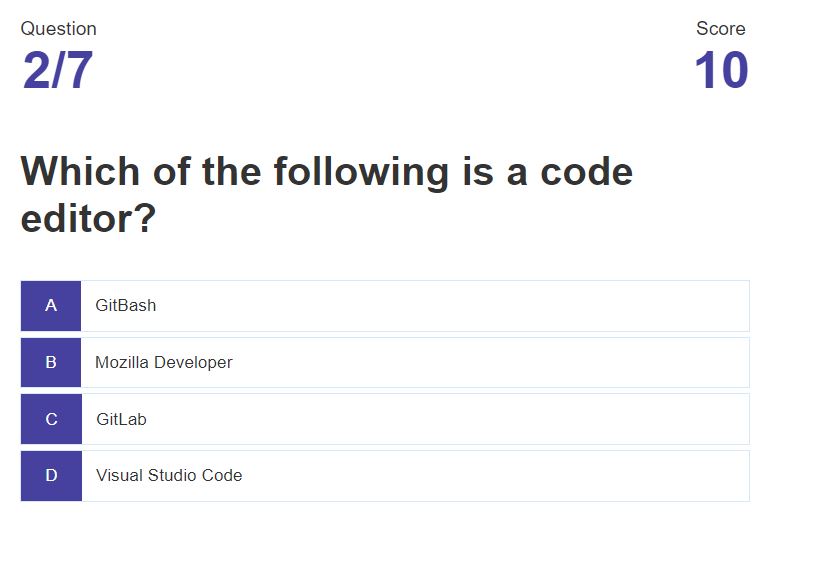 Question
Score
2/7
10
Which of the following is a code
editor?
A GitBash
B Mozilla Developer
C GitLab
D Visual Studio Code